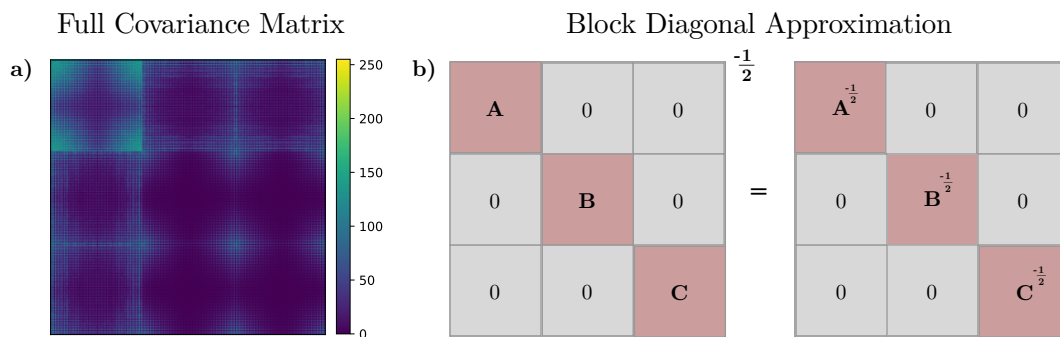 Full Covariance Matrix
Block Diagonal Approximation
a)
250
200
150
100
50
0
b)
-1/2
A 0 0
0 B 0
0 0 C
=
A^-1/2 0 0
0 B^-1/2 0
0 0 C^-1/2